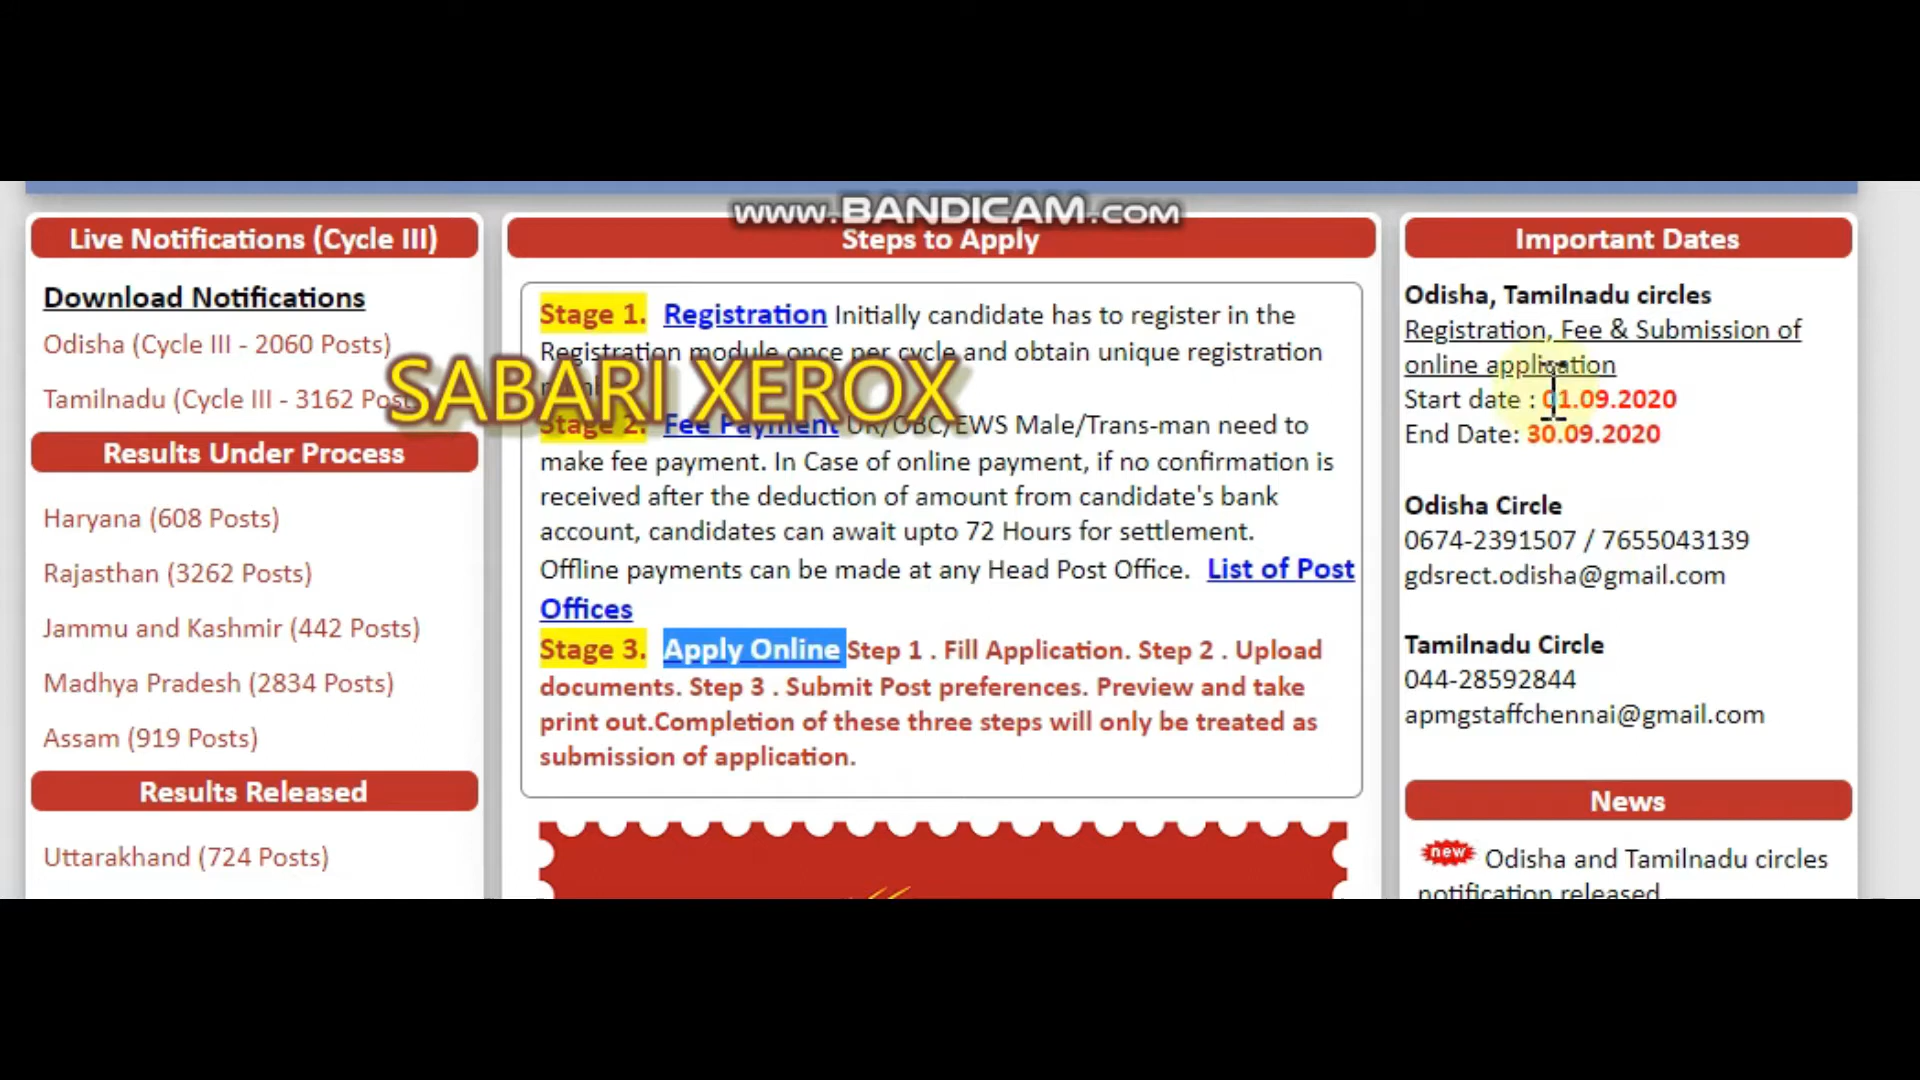 www.BANDICAM.com
Live Notifications (Cycle III)
Download Notifications
Odisha (Cycle III - 2060 Posts)
Tamilnadu (Cycle III - 3162 Posts)
Results Under Process
Haryana (608 Posts)
Rajasthan (3262 Posts)
Jammu and Kashmir (442 Posts)
Madhya Pradesh (2834 Posts)
Assam (919 Posts)
Results Released
Uttarakhand (724 Posts)
Steps to Apply
Stage 1. Registration Initially candidate has to register in the
Registration module once per cycle and obtain unique registration
SABARI XEROX
Stage 2. Fee Payment UR/OBC/EWS Male/Trans-man need to
make fee payment. In Case of online payment, if no confirmation is
received after the deduction of amount from candidate's bank
account, candidates can await upto 72 Hours for settlement.
Offline payments can be made at any Head Post Office. List of Post
Offices
Stage 3. Apply Online Step 1 . Fill Application. Step 2 . Upload
documents. Step 3 . Submit Post preferences. Preview and take
print out.Completion of these three steps will only be treated as
submission of application.
Important Dates
Odisha, Tamilnadu circles
Registration, Fee & Submission of
online application
Start date : 01.09.2020
End Date: 30.09.2020
Odisha Circle
0674-2391507 / 7655043139
gdsrect.odisha@gmail.com
Tamilnadu Circle
044-28592844
apmgstaffchennai@gmail.com
News
new Odisha and Tamilnadu circles
notification released